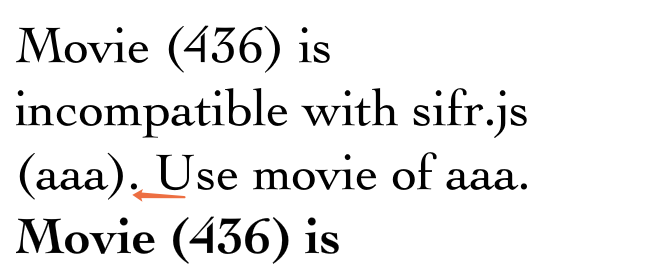 Movie (436) is
incompatible with sifr.js
(aaa). Use movie of aaa.
Movie (436) is